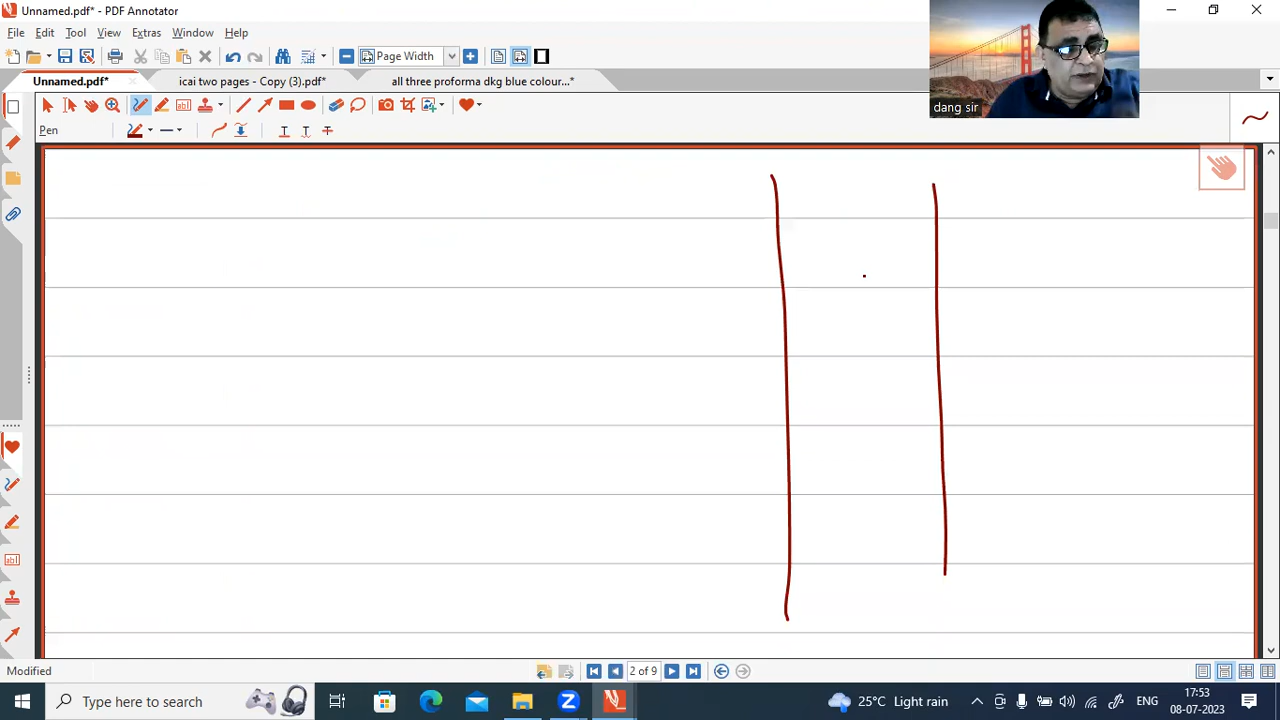 Unnamed.pdf* - PDF Annotator
File Edit Tool View Extras Window Help
Page Width
Unnamed.pdf* icai two pages - Copy (3).pdf* all three proforma dkg blue colour...*
Pen
dang sir
Modified
2 of 9
Type here to search
25°C Light rain
ENG
17:53
08-07-2023